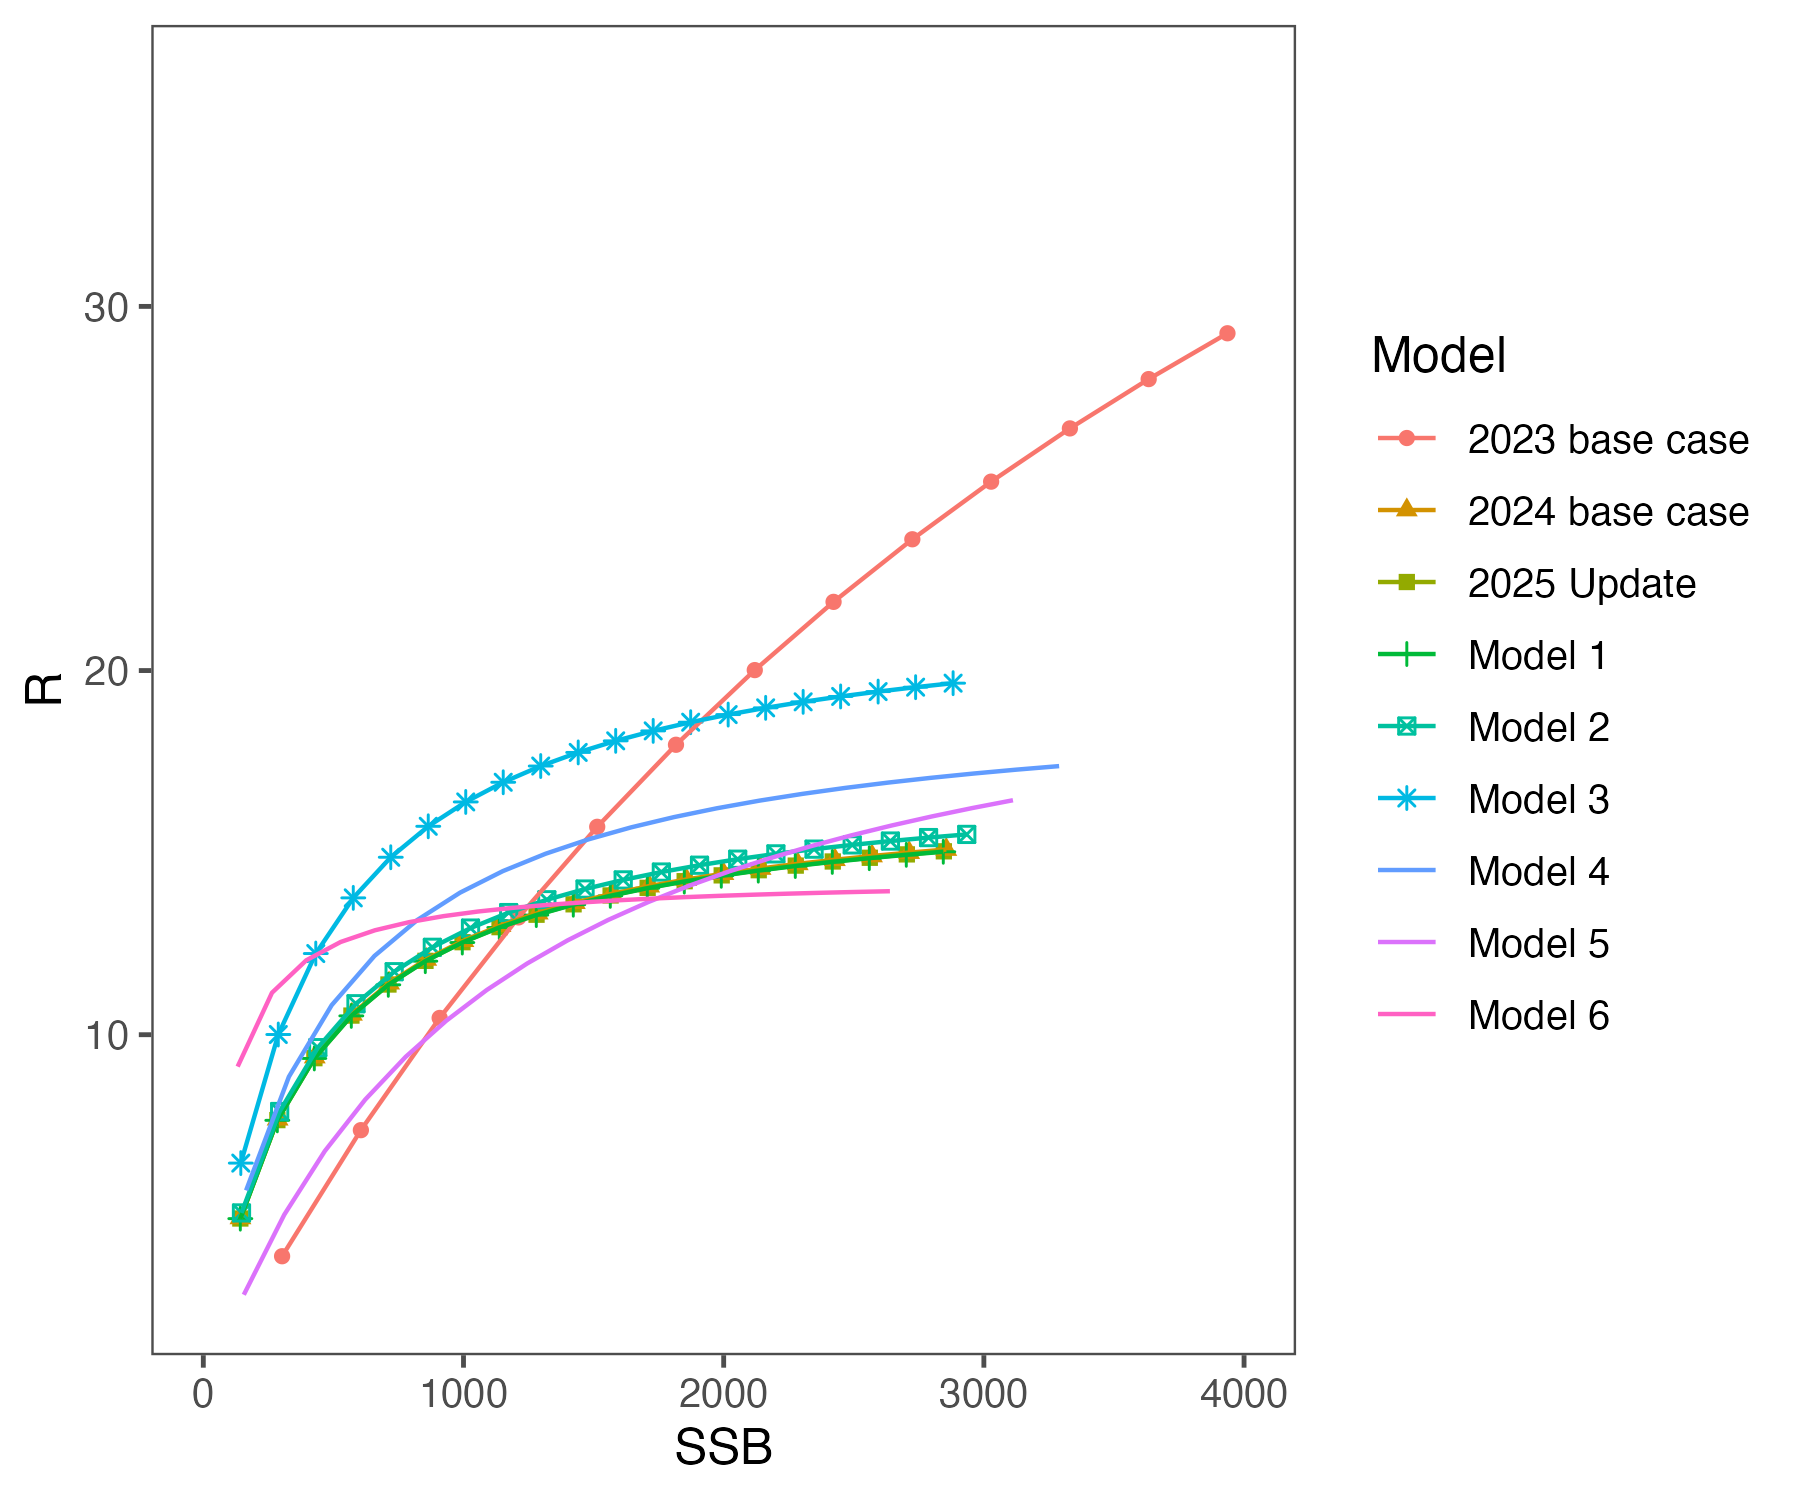 30
20
10
R
0
1000
2000
3000
4000
SSB
Model
2023 base case
2024 base case
2025 Update
Model 1
Model 2
Model 3
Model 4
Model 5
Model 6